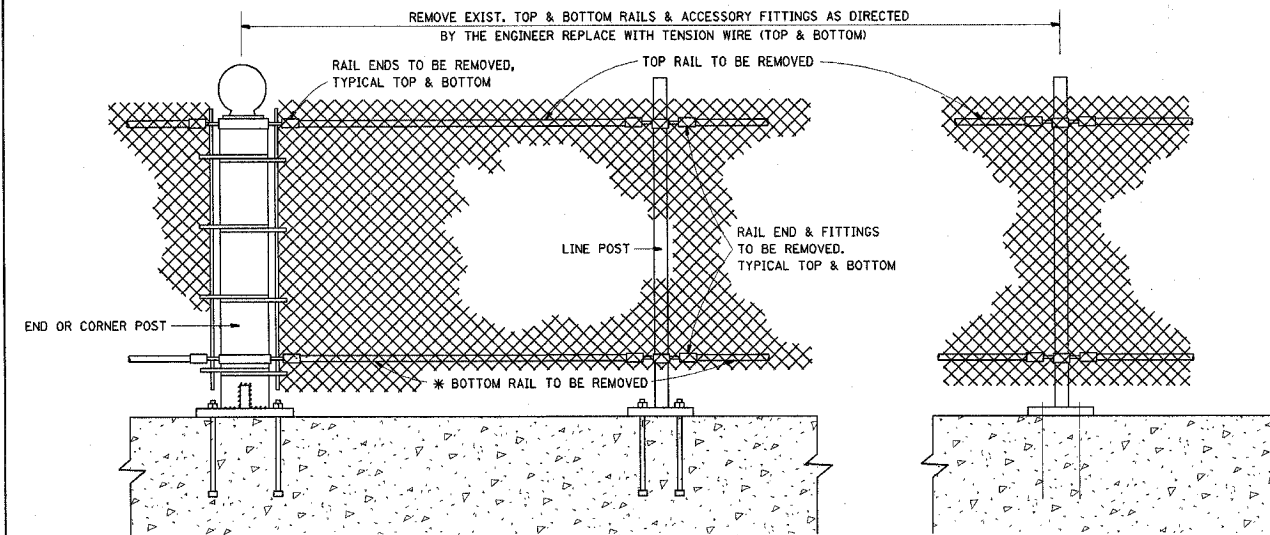 REMOVE EXIST. TOP & BOTTOM RAILS & ACCESSORY FITTINGS AS DIRECTED
BY THE ENGINEER REPLACE WITH TENSION WIRE (TOP & BOTTOM)
RAIL ENDS TO BE REMOVED,
TYPICAL TOP & BOTTOM
TOP RAIL TO BE REMOVED
LINE POST
RAIL END & FITTINGS
TO BE REMOVED.
TYPICAL TOP & BOTTOM
END OR CORNER POST
* BOTTOM RAIL TO BE REMOVED